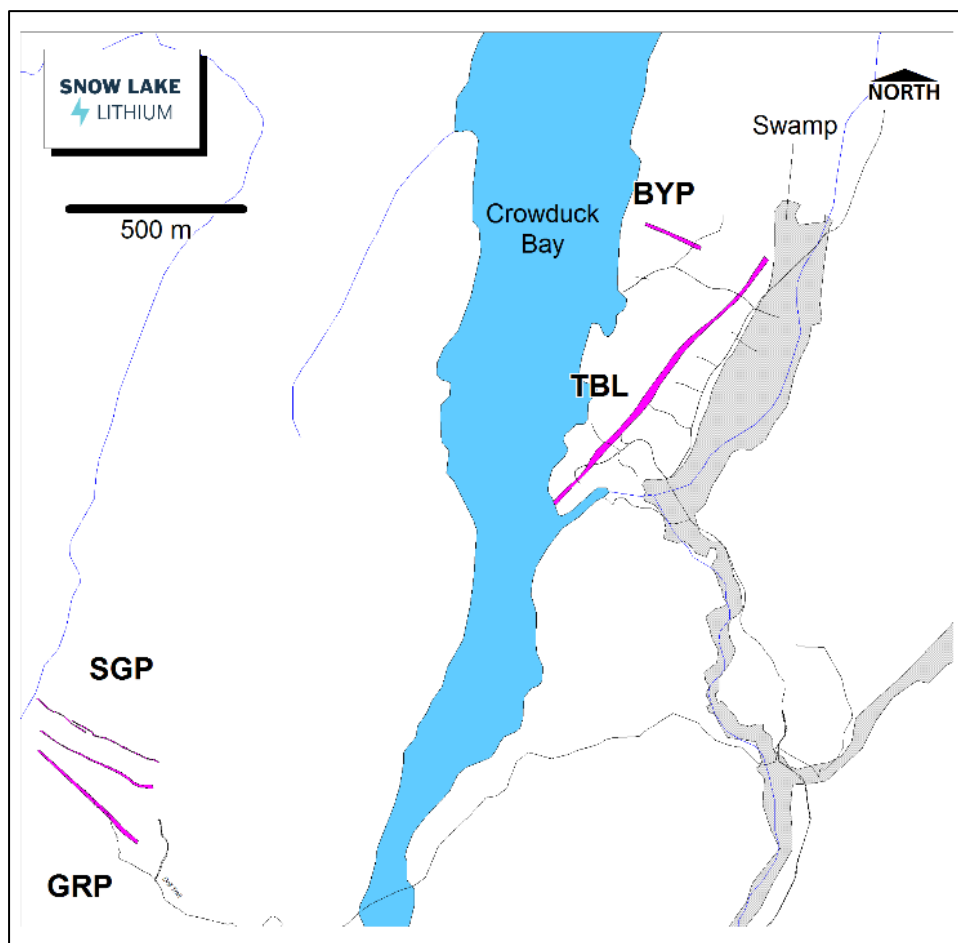 SNOW LAKE
LITHIUM
NORTH
Swamp
500 m
BYP
Crowduck
Bay
TBL
SGP
GRP